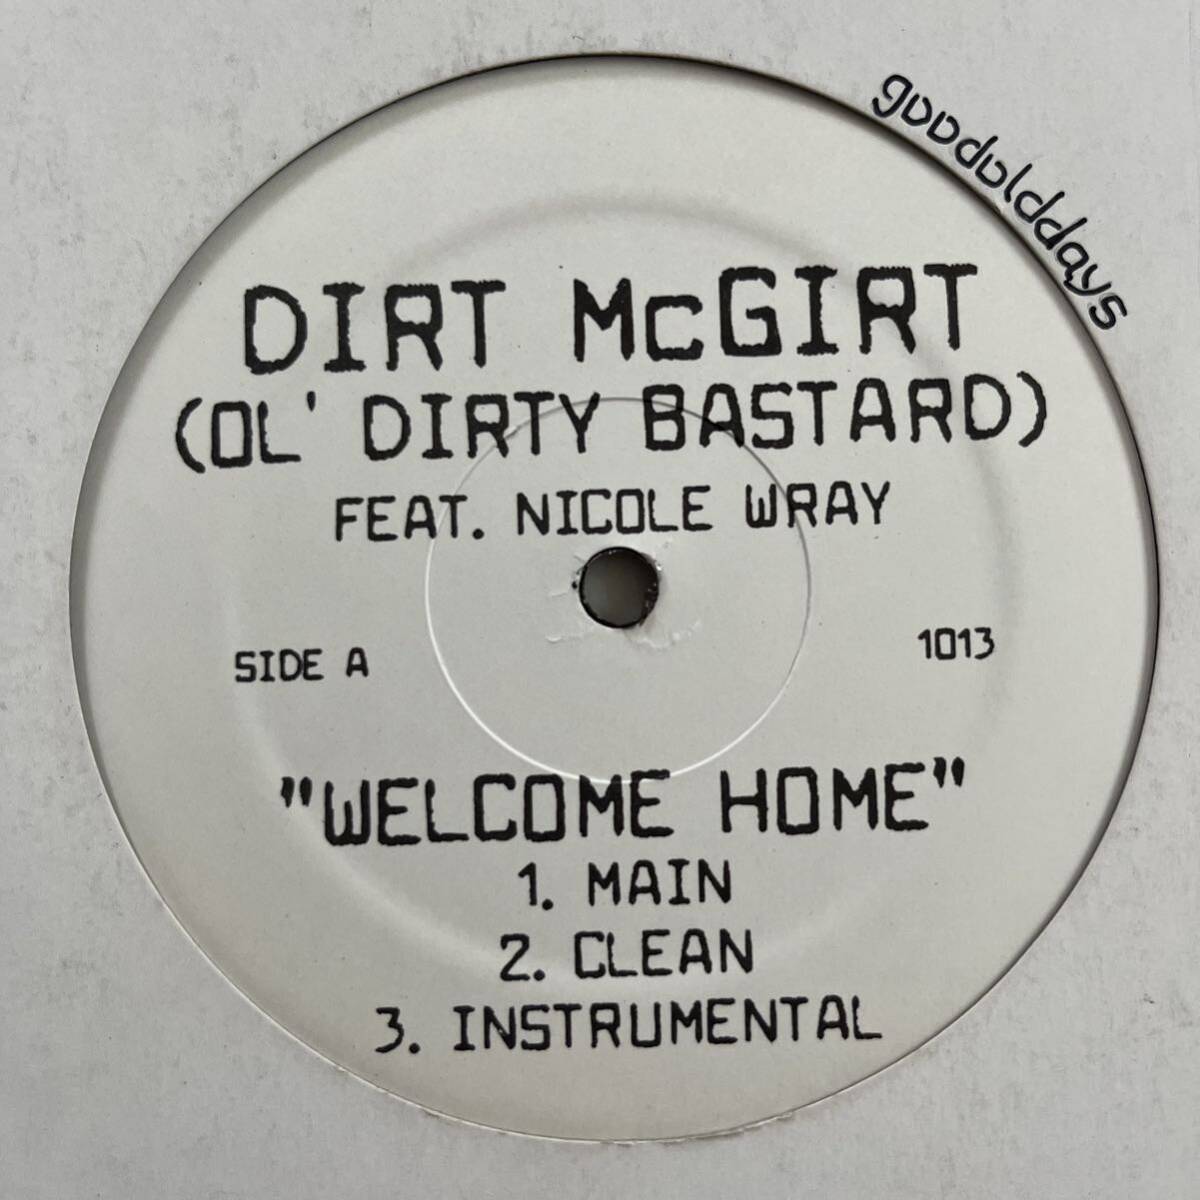 goodolddays
DIRT McGIRT
(OL' DIRTY BASTARD)
FEAT. NICOLE WRAY
SIDE A
1013
"WELCOME HOME"
1. MAIN
2. CLEAN
3. INSTRUMENTAL